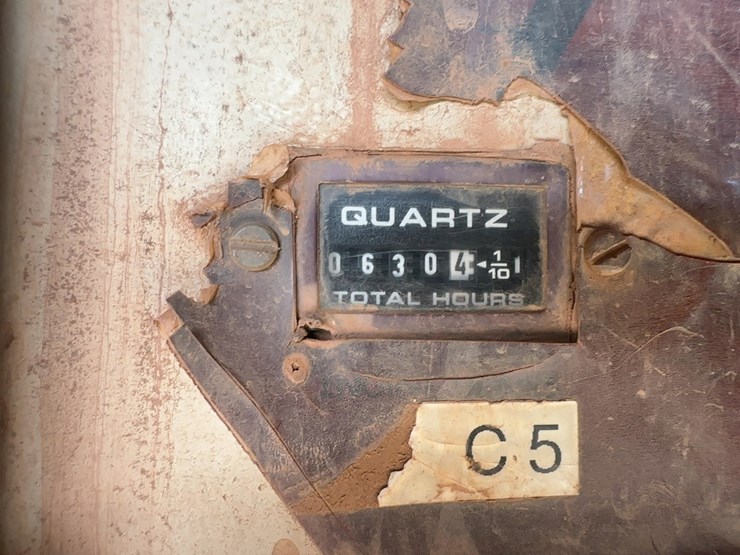 QUARTZ
0 6 3 0 4 ◄ 1/10
TOTAL HOURS
C 5